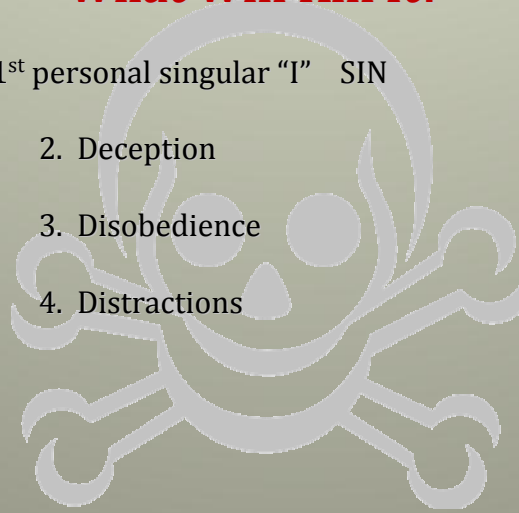 1st personal singular “I” SIN
2. Deception
3. Disobedience
4. Distractions